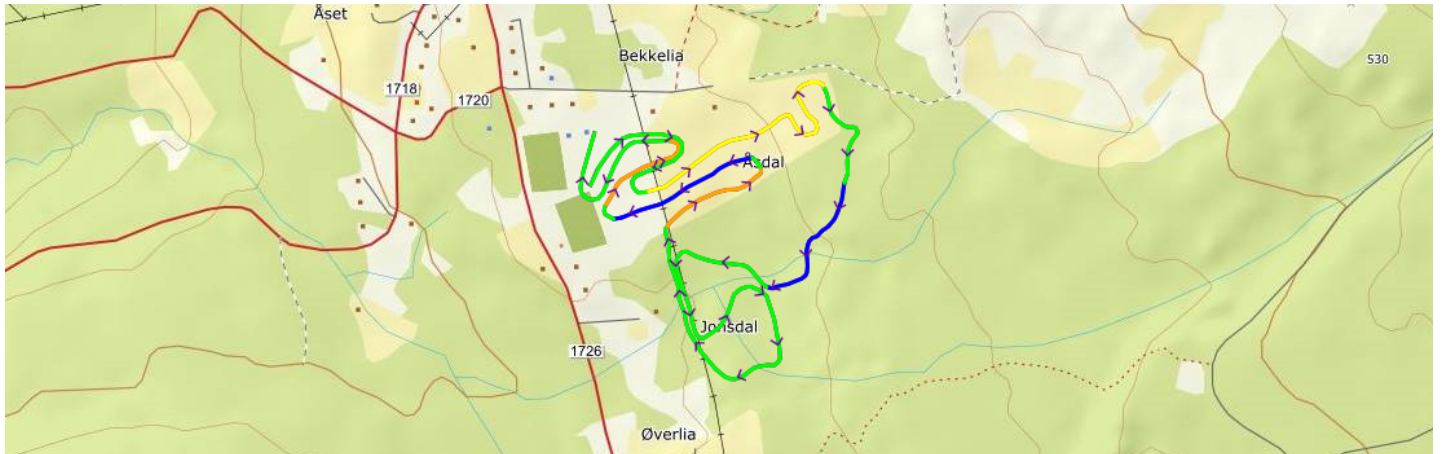 Åset
Bekkelia
530
1718
1720
Åsdal
Jonsdal
1726
Øverlia